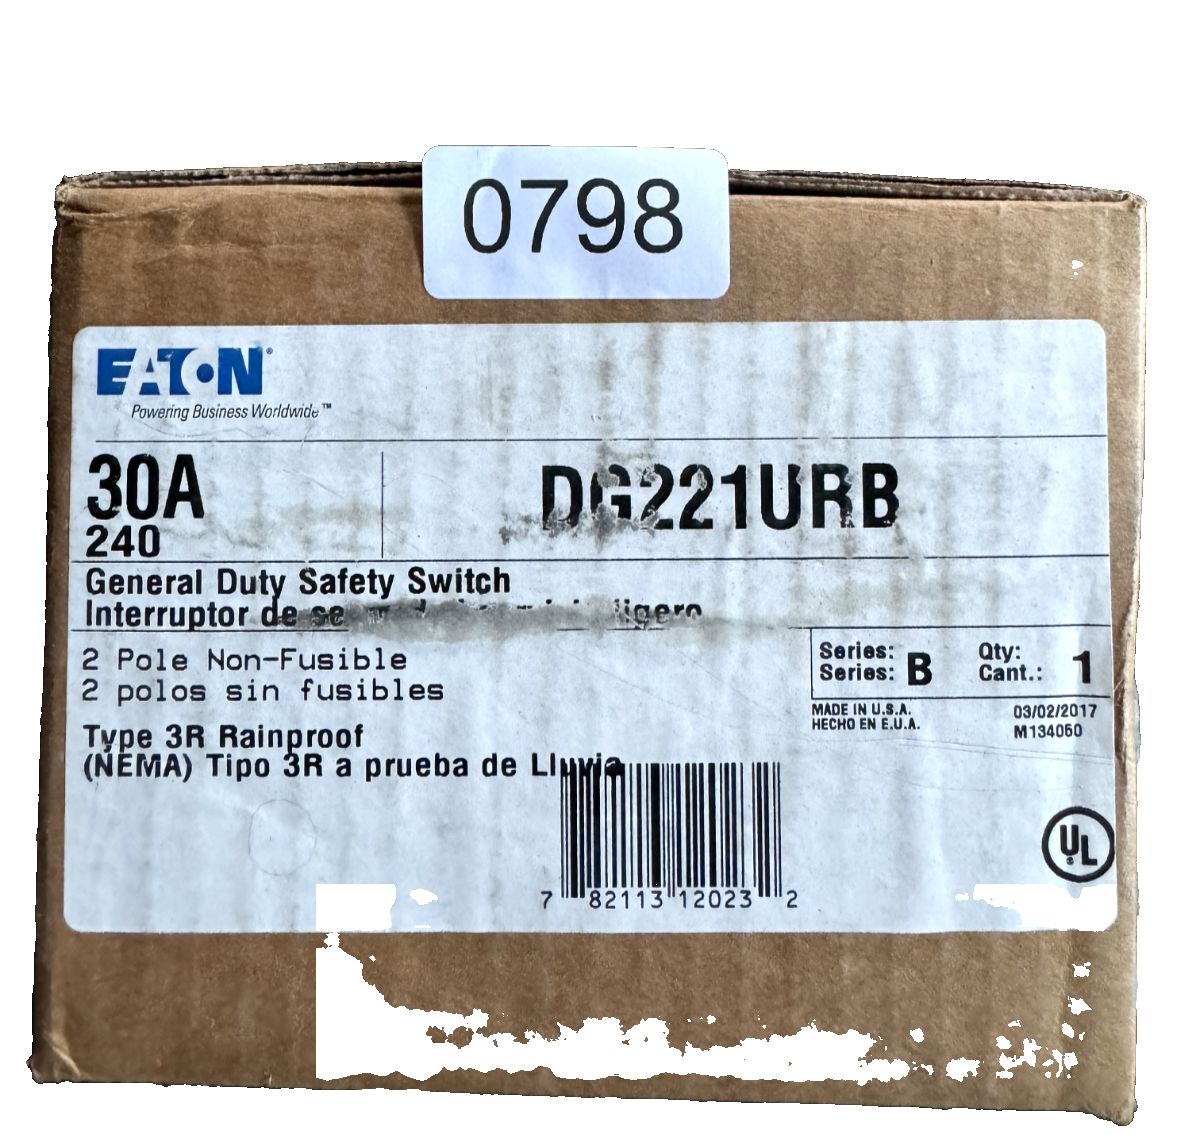 0798
EATON®
Powering Business Worldwide™
30A
240
DG221URB
General Duty Safety Switch
Interruptor de ligero
2 Pole Non-Fusible
2 polos sin fusibles
Series:
Series: B
Qty:
Cant.: 1
MADE IN U.S.A.
HECHO EN E.U.A.
03/02/2017
M134060
Type 3R Rainproof
(NEMA) Tipo 3R a prueba de Lluvia
UL
7 82113 12023 2